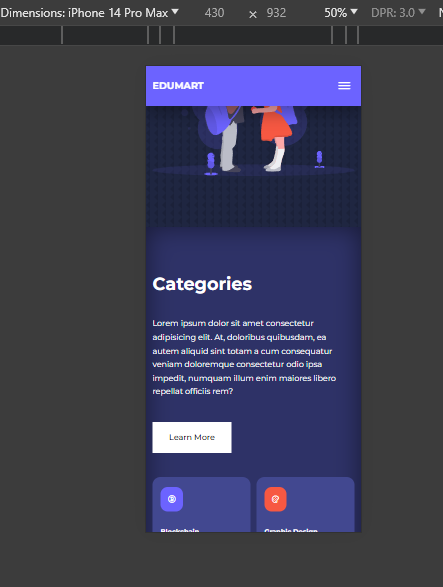 Dimensions: iPhone 14 Pro Max 430 × 932 50% DPR: 3.0
EDUMART
Categories
Lorem ipsum dolor sit amet consectetur
adipisicing elit. At, doloribus quibusdam, ea
autem aliquid sint totam a cum consequatur
veniam doloremque consectetur odio ipsa
impedit, numquam illum enim maiores libero
repellat officiis rem?
Learn More
Blockchain Graphic Design